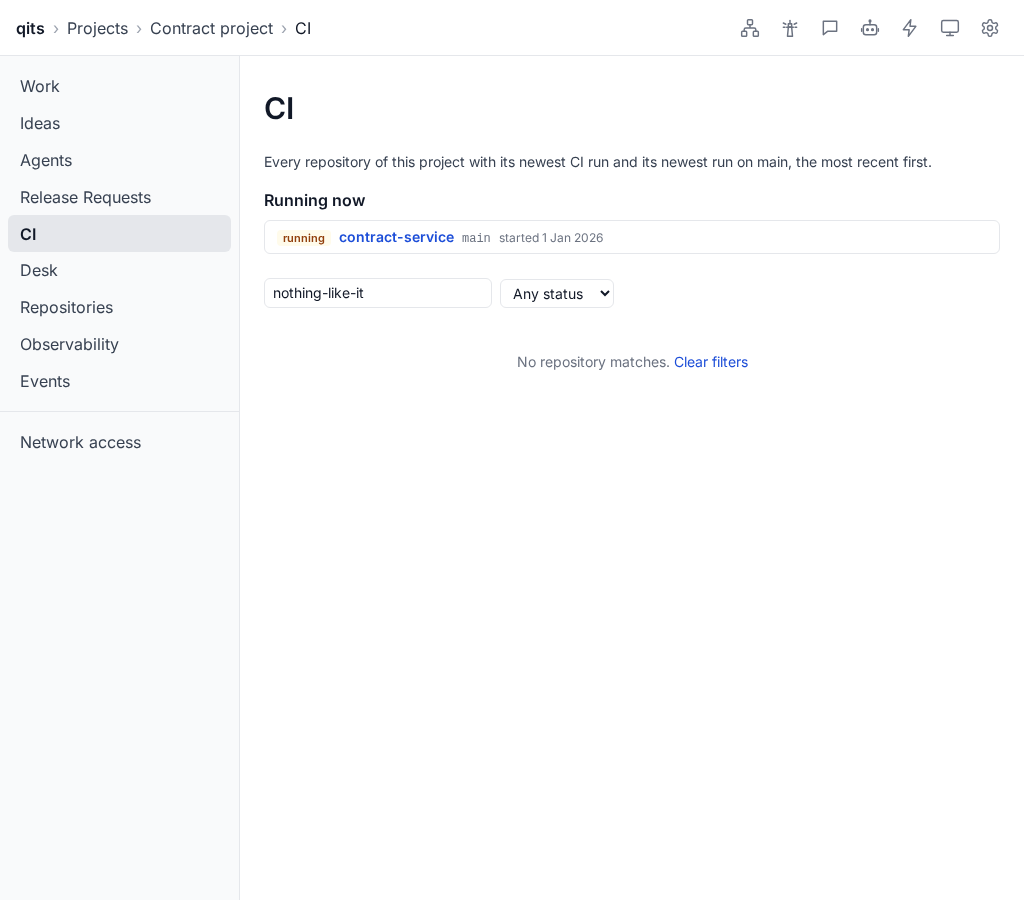 qits › Projects › Contract project › CI
Work
Ideas
Agents
Release Requests
CI
Desk
Repositories
Observability
Events
Network access
CI
Every repository of this project with its newest CI run and its newest run on main, the most recent first.
Running now
running contract-service main started 1 Jan 2026
nothing-like-it Any status
No repository matches. Clear filters